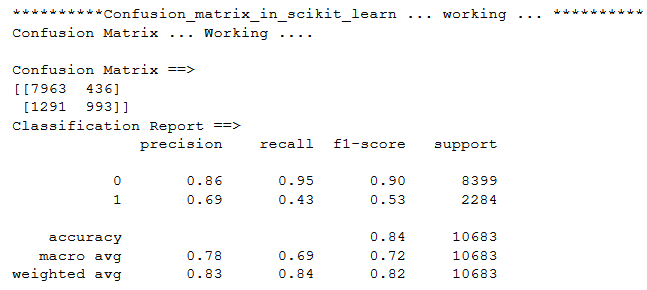 **********Confusion_matrix_in_scikit_learn ... working ... **********
Confusion Matrix ... Working ....
Confusion Matrix ==>
[[7963  436]
 [1291  993]]
Classification Report ==>
              precision    recall  f1-score   support
           0       0.86      0.95      0.90      8399
           1       0.69      0.43      0.53      2284
    accuracy                           0.84     10683
   macro avg       0.78      0.69      0.72     10683
weighted avg       0.83      0.84      0.82     10683